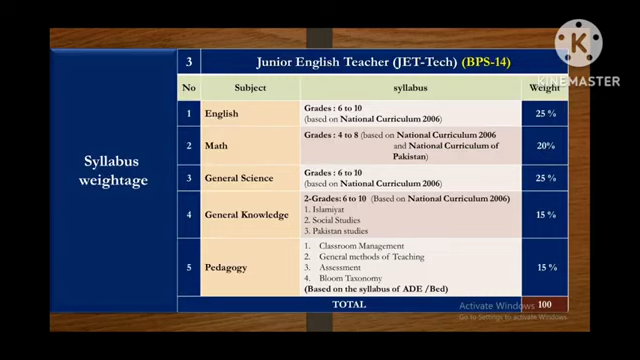 KINEMASTER
3 Junior English Teacher (JET-Tech) (BPS-14)
No Subject syllabus Weight
Syllabus weightage
1 English Grades : 6 to 10
(based on National Curriculum 2006) 25 %
2 Math Grades : 4 to 8 (based on National Curriculum 2006
and National Curriculum of
Pakistan) 20%
3 General Science Grades : 6 to 10
(based on National Curriculum 2006) 25 %
4 General Knowledge 2-Grades: 6 to 10 (Based on National Curriculum 2006)
1. Islamiyat
2. Social Studies
3. Pakistan studies 15 %
5 Pedagogy 1. Classroom Management
2. General methods of Teaching
3. Assessment
4. Bloom Taxonomy
(Based on the syllabus of ADE /Bed) 15 %
TOTAL 100
Activate Windows
Go to Settings to activate Windows.